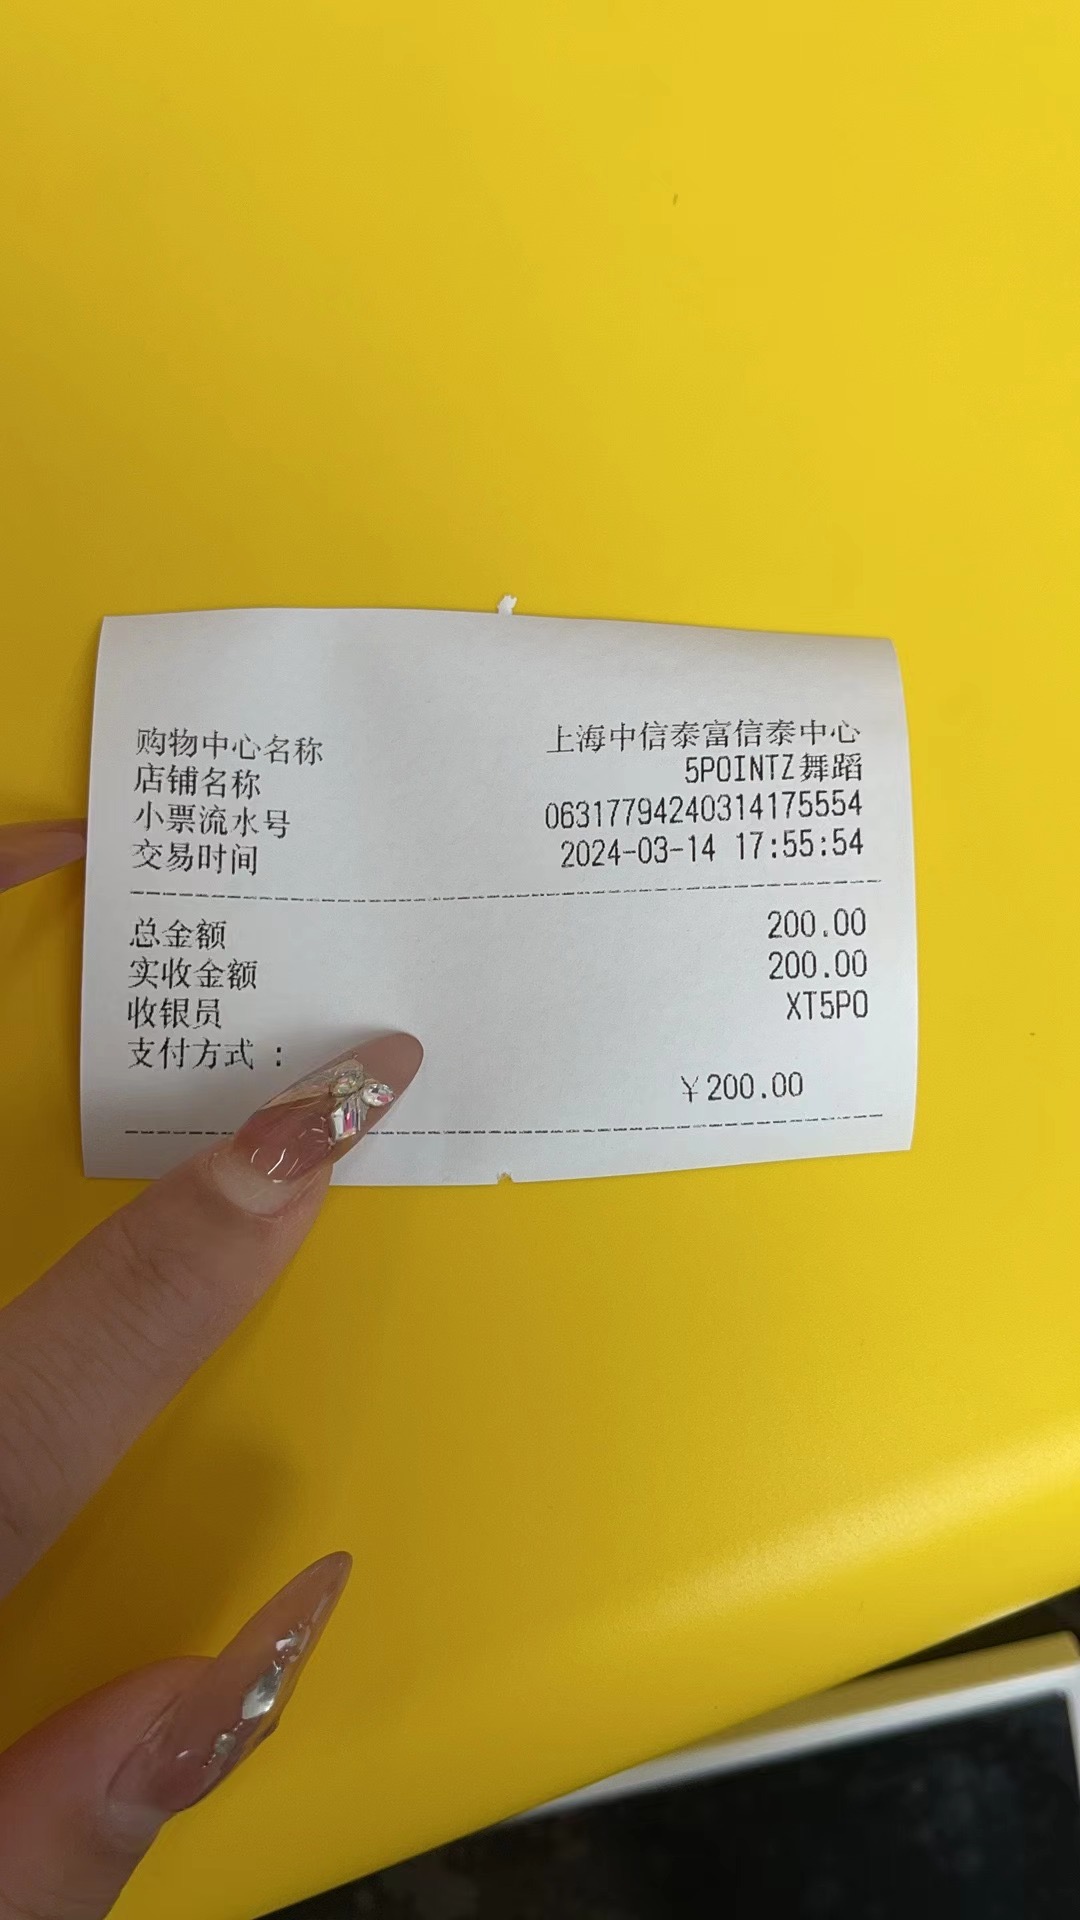 购物中心名称 上海中信泰富信泰中心
店铺名称 5POINTZ舞蹈
小票流水号 06317794240314175554
交易时间 2024-03-14 17:55:54
总金额 200.00
实收金额 200.00
收银员 XT5PO
支付方式 :
¥200.00